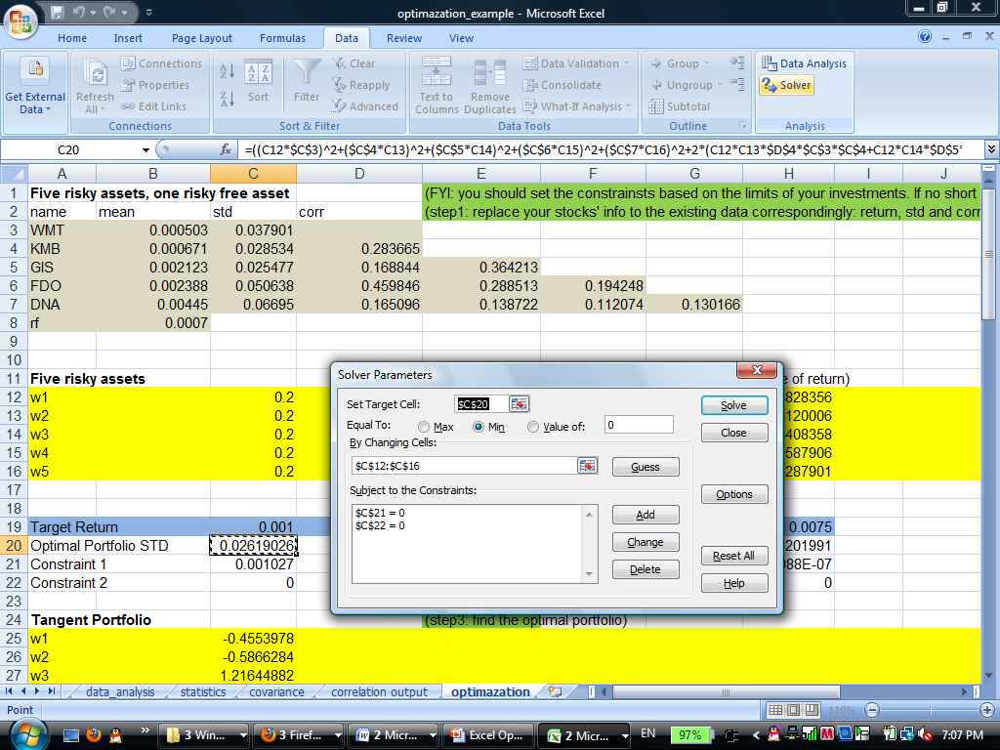 optimazation_example - Microsoft Excel
Home Insert Page Layout Formulas Data Review View
Get External Data
Refresh All
Connections
Properties
Edit Links
Connections
Sort
Filter
Clear
Reapply
Advanced
Sort & Filter
Text to Columns
Remove Duplicates
Data Validation
Consolidate
What-If Analysis
Data Tools
Group
Ungroup
Subtotal
Outline
Data Analysis
Solver
Analysis
C20 fx =((C12*$C$3)^2+($C$4*C13)^2+($C$5*C14)^2+($C$6*C15)^2+($C$7*C16)^2+2*(C12*C13*$D$4*$C$3*$C$4+C12*C14*$D$5*
A B C D E F G H I J
1 Five risky assets, one risky free asset (FYI: you should set the constrainsts based on the limits of your investments. If no short
2 name mean std corr (step1: replace your stocks' info to the existing data correspondingly: return, std and corr
3 WMT 0.000503 0.037901
4 KMB 0.000671 0.028534 0.283665
5 GIS 0.002123 0.025477 0.168844 0.364213
6 FDO 0.002388 0.050638 0.459846 0.288513 0.194248
7 DNA 0.00445 0.06695 0.165096 0.138722 0.112074 0.130166
8 rf 0.0007
9
10
11 Five risky assets e of return)
12 w1 0.2 828356
13 w2 0.2 120006
14 w3 0.2 408358
15 w4 0.2 587906
16 w5 0.2 287901
17
18
19 Target Return 0.001 0.0075
20 Optimal Portfolio STD 0.02619026 201991
21 Constraint 1 0.001027 88E-07
22 Constraint 2 0 0
23
24 Tangent Portfolio (step3: find the optimal portfolio)
25 w1 -0.4553978
26 w2 -0.5866284
27 w3 1.21644882
Solver Parameters
Set Target Cell: $C$20
Equal To: Max Min Value of: 0
By Changing Cells:
$C$12:$C$16
Guess
Subject to the Constraints:
$C$21 = 0
$C$22 = 0
Add
Change
Delete
Solve
Close
Options
Reset All
Help
data_analysis statistics covariance correlation output optimazation
Point 110%
3 Win... 3 Firef... 2 Micr... Excel Op... 2 Micr... EN 97% 7:07 PM